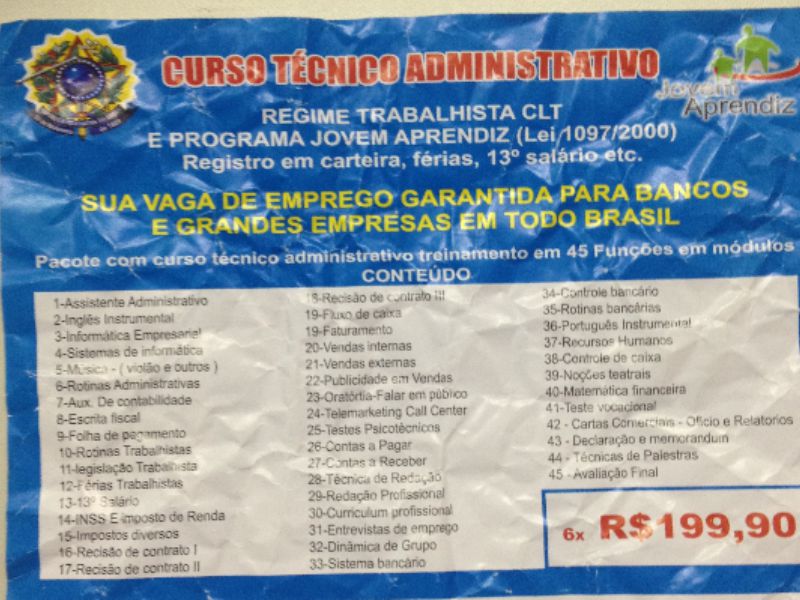 CURSO TÉCNICO ADMINISTRATIVO
Jovem
Aprendiz
REGIME TRABALHISTA CLT
E PROGRAMA JOVEM APRENDIZ (Lei 1097/2000)
Registro em carteira, férias, 13º salário etc.
SUA VAGA DE EMPREGO GARANTIDA PARA BANCOS
E GRANDES EMPRESAS EM TODO BRASIL
Pacote com curso técnico administrativo treinamento em 45 Funções em módulos
CONTEÚDO
1-Assistente Administrativo
2-Inglês Instrumental
3-Informática Empresarial
4-Sistemas de informática
5-Musica - ( violão e outros )
6-Rotinas Administrativas
7-Aux. De contabilidade
8-Escrita fiscal
9-Folha de pagamento
10-Rotinas Trabalhistas
11-legislação Trabalhista
12-Férias Trabalhistas
13-13º Salário
14-INSS E Imposto de Renda
15-Impostos diversos
16-Recisão de contrato I
17-Recisão de contrato II
18-Recisão de contrato III
19-Fluxo de caixa
19-Faturamento
20-Vendas internas
21-Vendas externas
22-Publicidade em Vendas
23-Oratórtia-Falar em público
24-Telemarketing Call Center
25-Testes Psicotécnicos
26-Contas a Pagar
27-Contas a Receber
28-Técnica de Redação
29-Redação Profissional
30-Curriculum profissional
31-Entrevistas de emprego
32-Dinâmica de Grupo
33-Sistema bancário
34-Controle bancário
35-Rotinas bancárias
36-Português Instrumental
37-Recursos Humanos
38-Controle de caixa
39-Noções teatrais
40-Matemática financeira
41-Teste vocacional
42 - Cartas Comerciais - Oficio e Relatorios
43 - Declaração e memorandum
44 - Técnicas de Palestras
45 - Avaliação Final
6x R$199,90